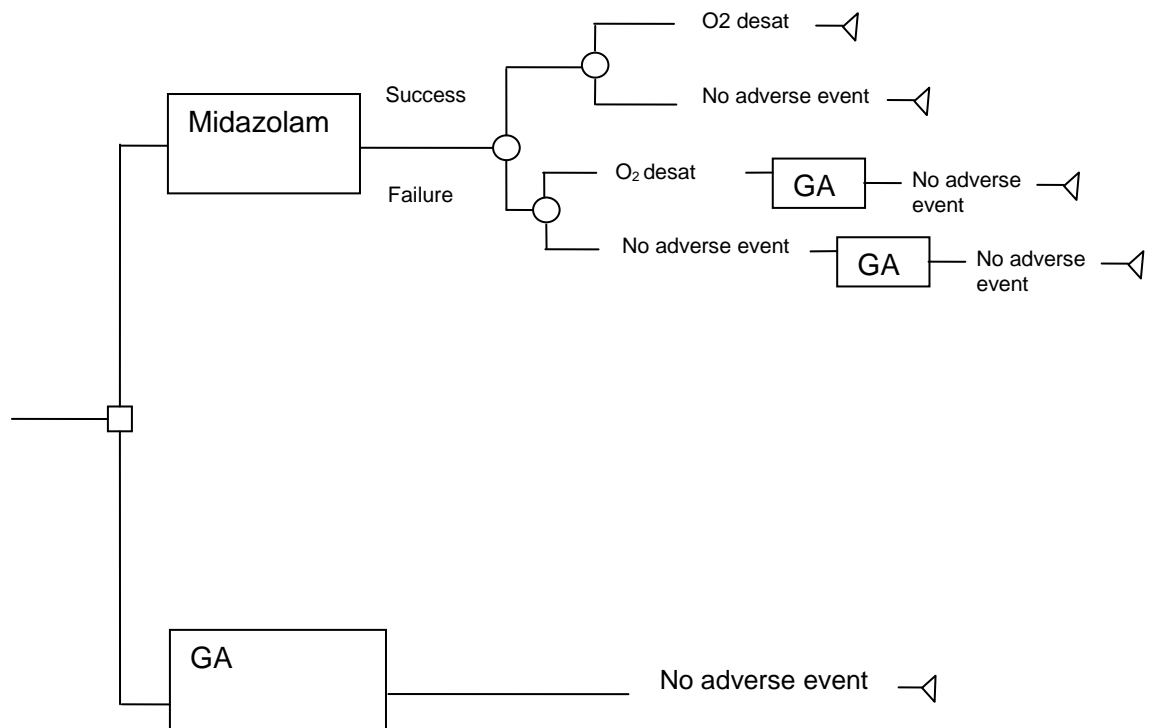 O2 desat
No adverse event
Midazolam
Success
Failure
O₂ desat
GA
No adverse
event
No adverse event
GA
No adverse
event
GA
No adverse event